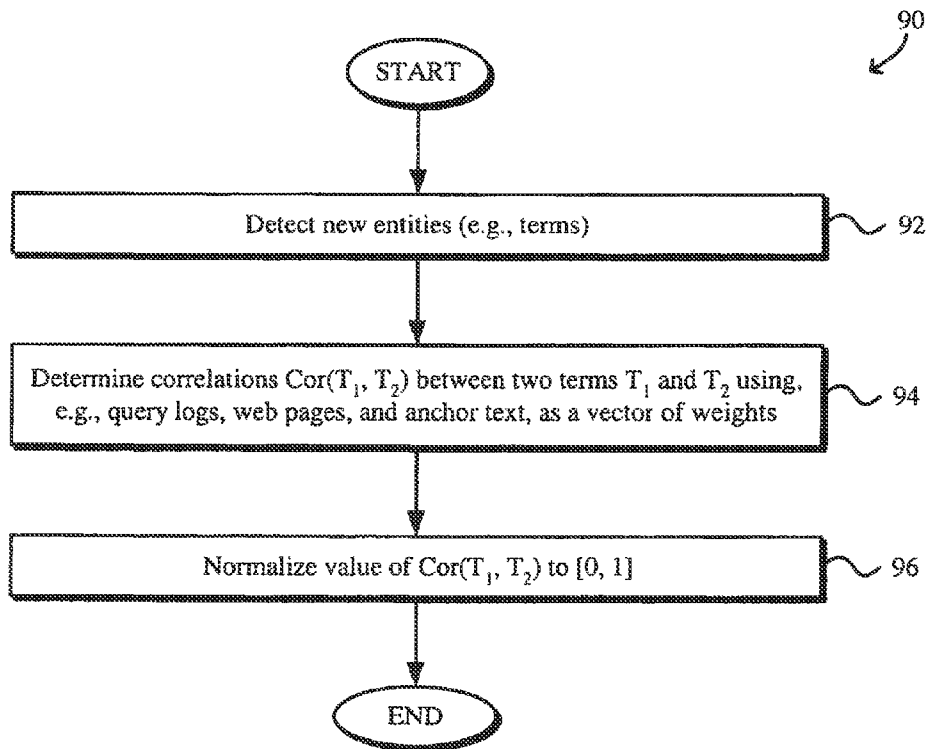 90
START
Detect new entities (e.g., terms)
92
Determine correlations Cor(T₁, T₂) between two terms T₁ and T₂ using,
e.g., query logs, web pages, and anchor text, as a vector of weights
94
Normalize value of Cor(T₁, T₂) to [0, 1]
96
END